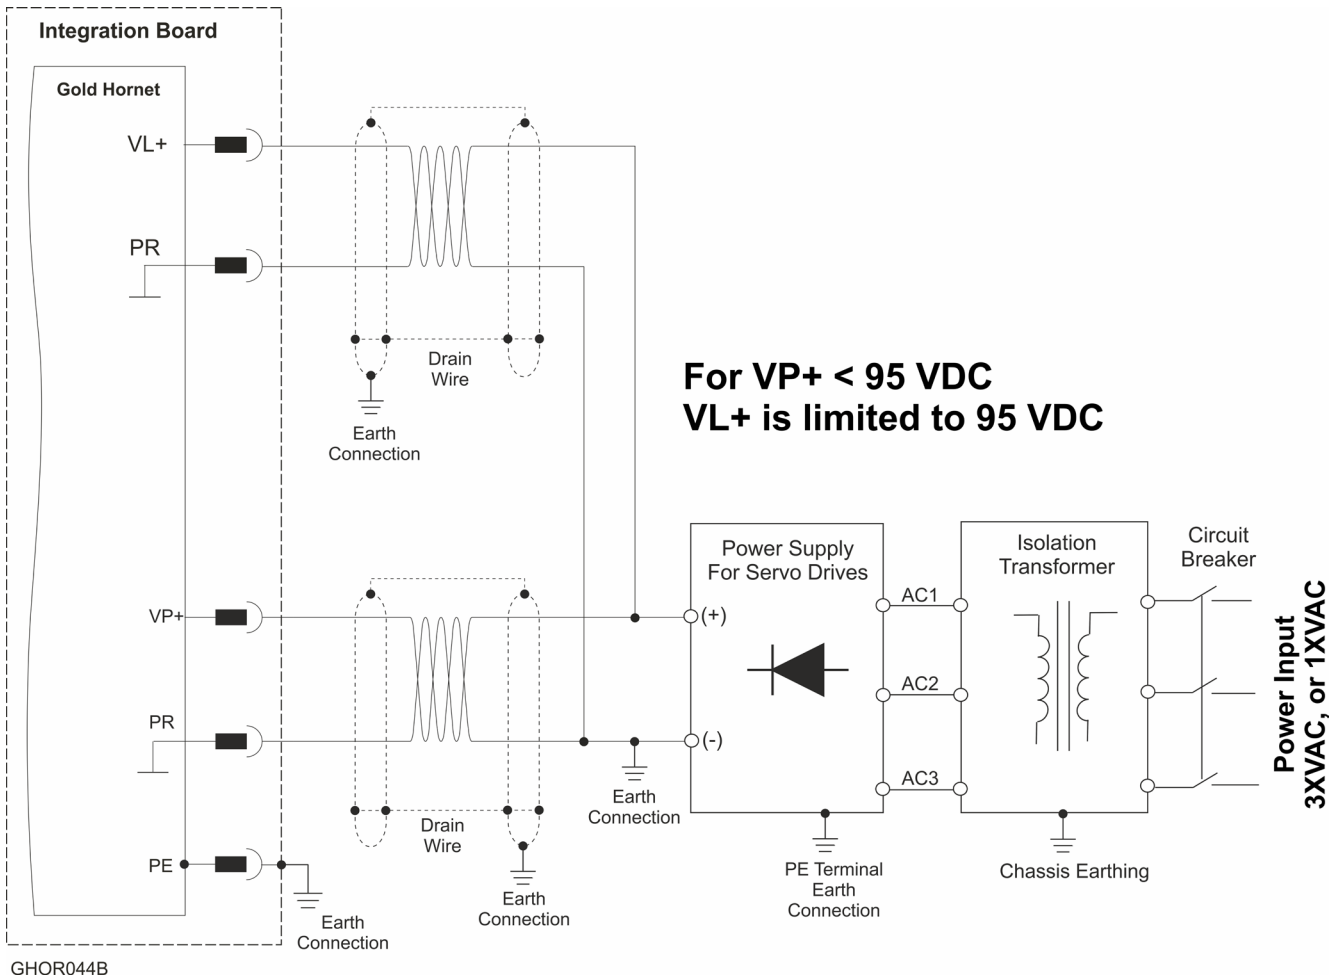 Integration Board
Gold Hornet
VL+
PR
Drain
Wire
Earth
Connection
For VP+ < 95 VDC
VL+ is limited to 95 VDC
VP+
PR
PE
Drain
Wire
Earth
Connection
Earth
Connection
Earth
Connection
Power Supply
For Servo Drives
(+)
(-)
PE Terminal
Earth
Connection
AC1
AC2
AC3
Isolation
Transformer
Chassis Earthing
Circuit
Breaker
Power Input
3XVAC, or 1XVAC
GHOR044B